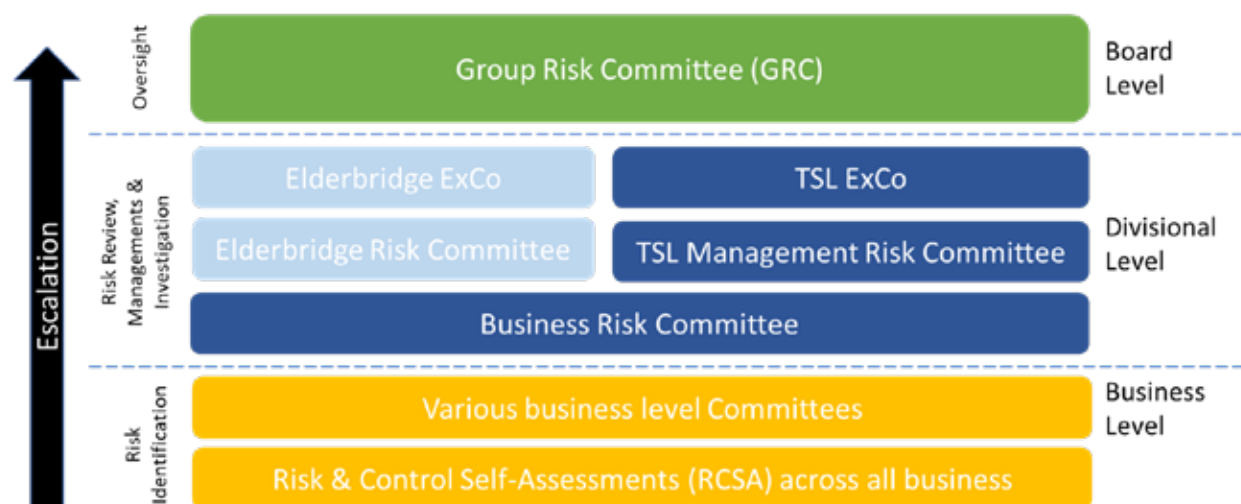 Oversight
Group Risk Committee (GRC)
Board
Level
Escalation
Risk Review,
Managements &
Investigation
Elderbridge ExCo
TSL ExCo
Elderbridge Risk Committee
TSL Management Risk Committee
Divisional
Level
Business Risk Committee
Risk
Identification
Various business level Committees
Business
Level
Risk & Control Self-Assessments (RCSA) across all business